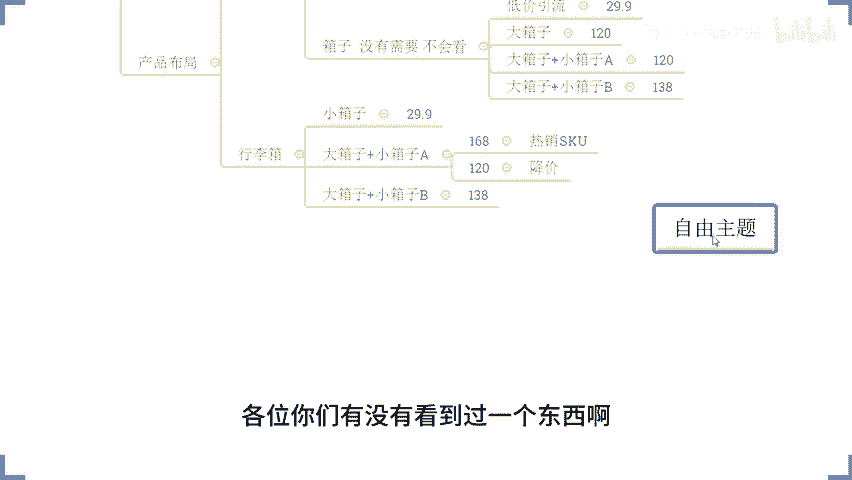 低价引流 29.9
大箱子 120
箱子 没有需要 不会看
产品布局
大箱子+小箱子A 120
大箱子+小箱子B 138
小箱子 29.9
168 热销SKU
行李箱
大箱子+小箱子A
120 降价
大箱子+小箱子B 138
自由主题
各位你们有没有看到过一个东西啊
bilibili